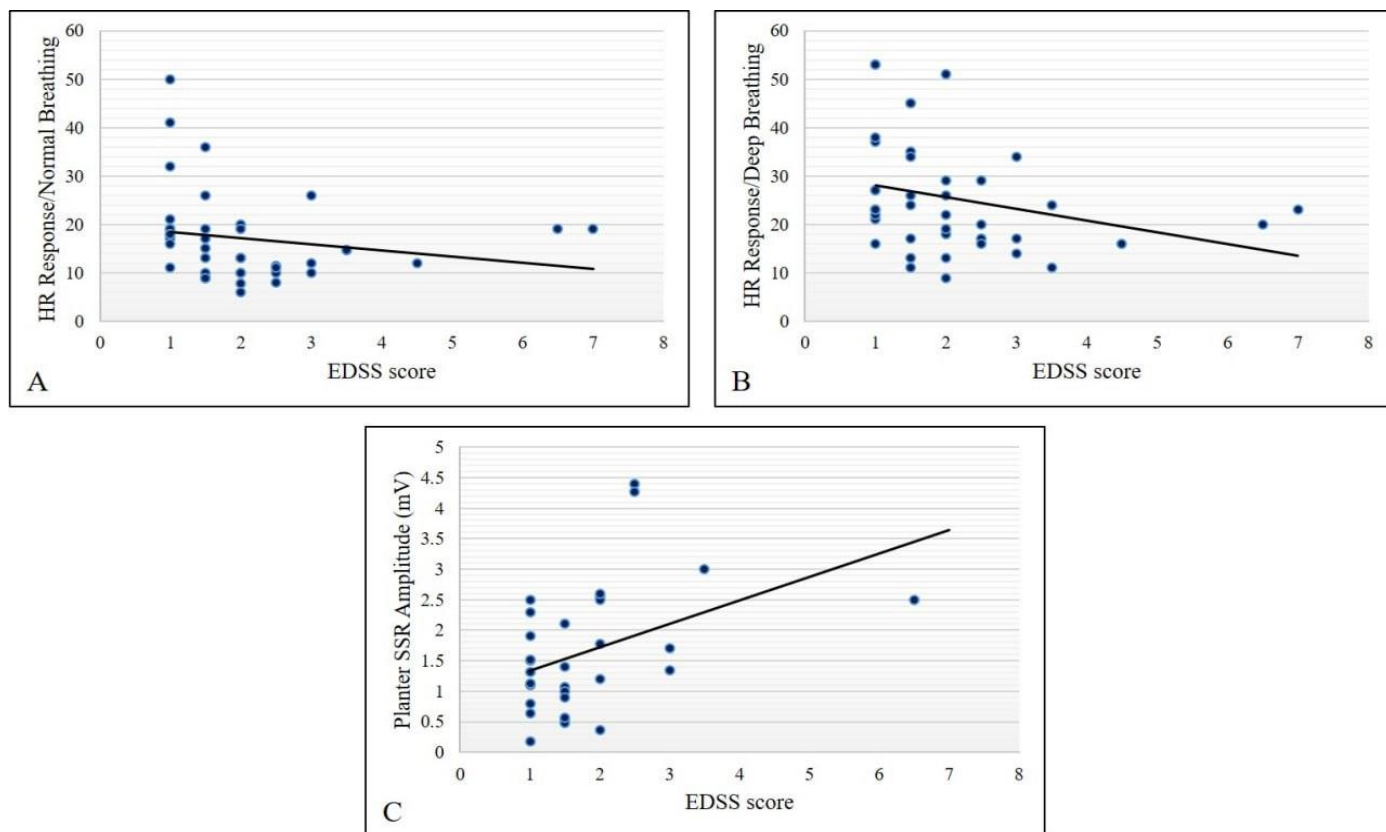 HR Response/Normal Breathing
60
50
40
30
20
10
0
0 1 2 3 4 5 6 7 8
EDSS score
A
HR Response/Deep Breathing
60
50
40
30
20
10
0
0 1 2 3 4 5 6 7 8
EDSS score
B
Planter SSR Amplitude (mV)
5
4.5
4
3.5
3
2.5
2
1.5
1
0.5
0
0 1 2 3 4 5 6 7 8
EDSS score
C